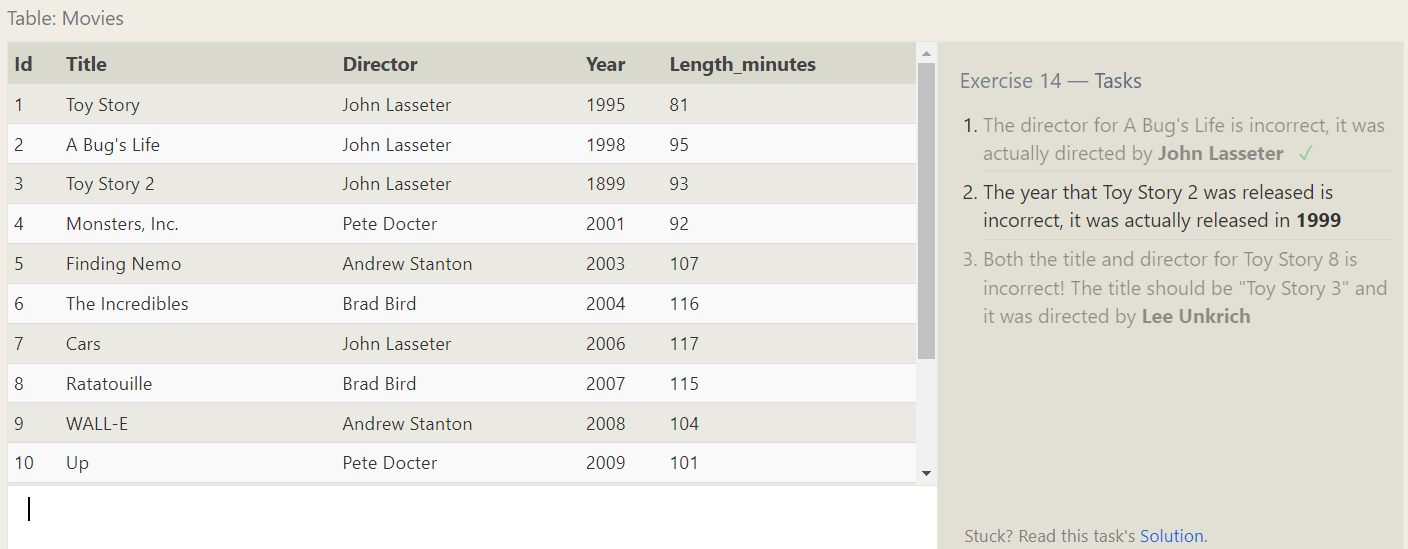 Table: Movies
Id Title Director Year Length_minutes
1 Toy Story John Lasseter 1995 81
2 A Bug's Life John Lasseter 1998 95
3 Toy Story 2 John Lasseter 1899 93
4 Monsters, Inc. Pete Docter 2001 92
5 Finding Nemo Andrew Stanton 2003 107
6 The Incredibles Brad Bird 2004 116
7 Cars John Lasseter 2006 117
8 Ratatouille Brad Bird 2007 115
9 WALL-E Andrew Stanton 2008 104
10 Up Pete Docter 2009 101
Exercise 14 — Tasks
1. The director for A Bug's Life is incorrect, it was
actually directed by John Lasseter ✓
2. The year that Toy Story 2 was released is
incorrect, it was actually released in 1999
3. Both the title and director for Toy Story 8 is
incorrect! The title should be "Toy Story 3" and
it was directed by Lee Unkrich
Stuck? Read this task's Solution.